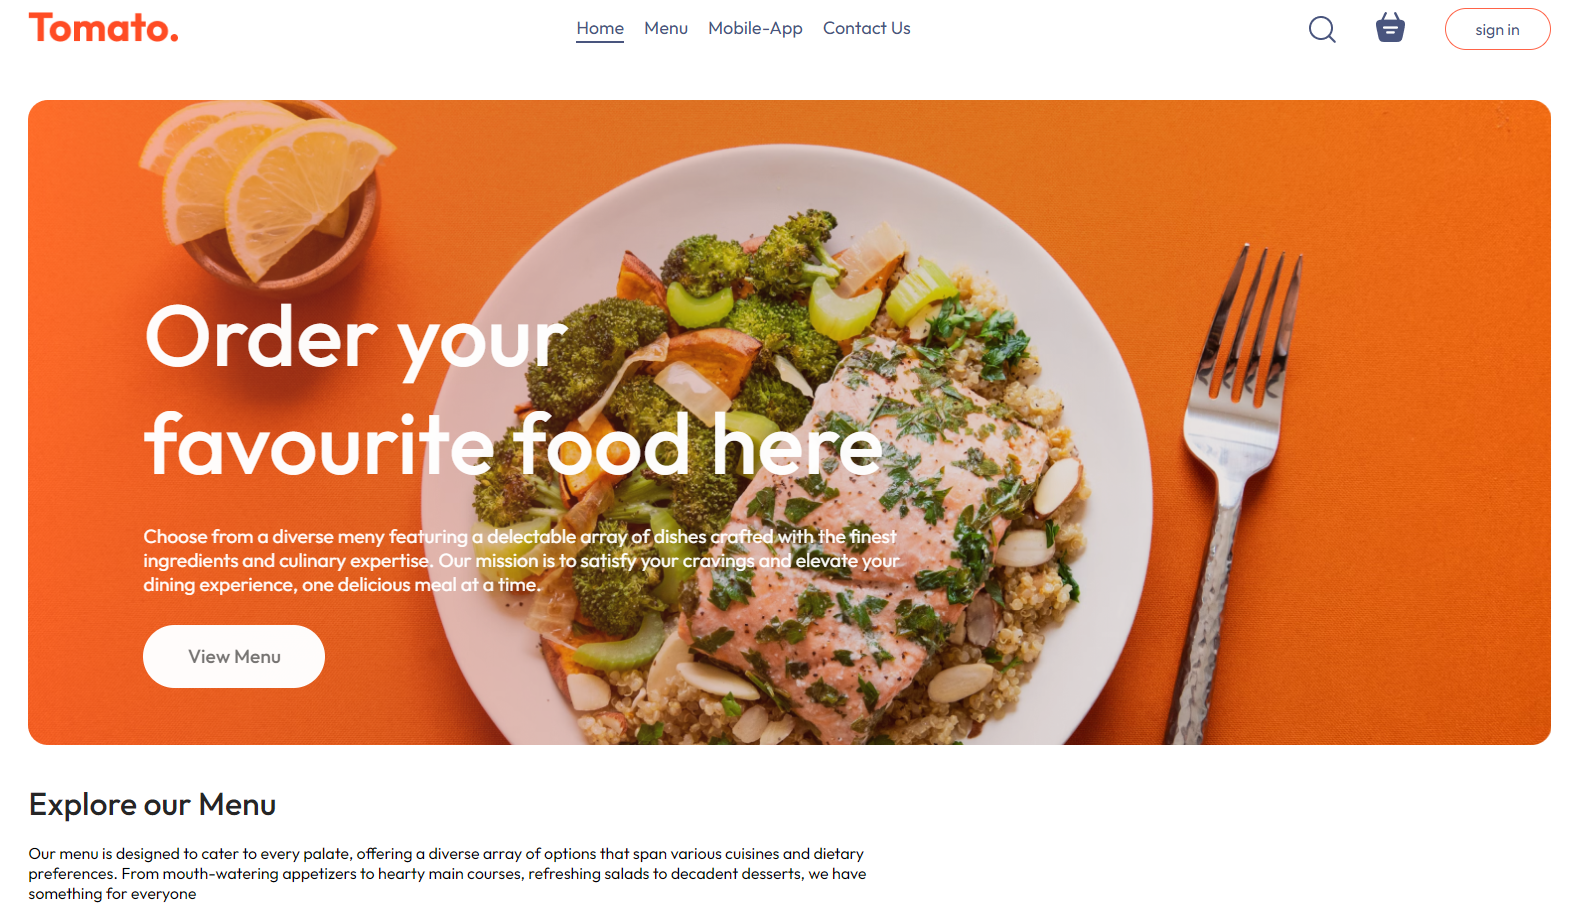 Tomato.
Home Menu Mobile-App Contact Us
sign in
Order your
favourite food here
Choose from a diverse meny featuring a delectable array of dishes crafted with the finest
ingredients and culinary expertise. Our mission is to satisfy your cravings and elevate your
dining experience, one delicious meal at a time.
View Menu
Explore our Menu
Our menu is designed to cater to every palate, offering a diverse array of options that span various cuisines and dietary
preferences. From mouth-watering appetizers to hearty main courses, refreshing salads to decadent desserts, we have
something for everyone